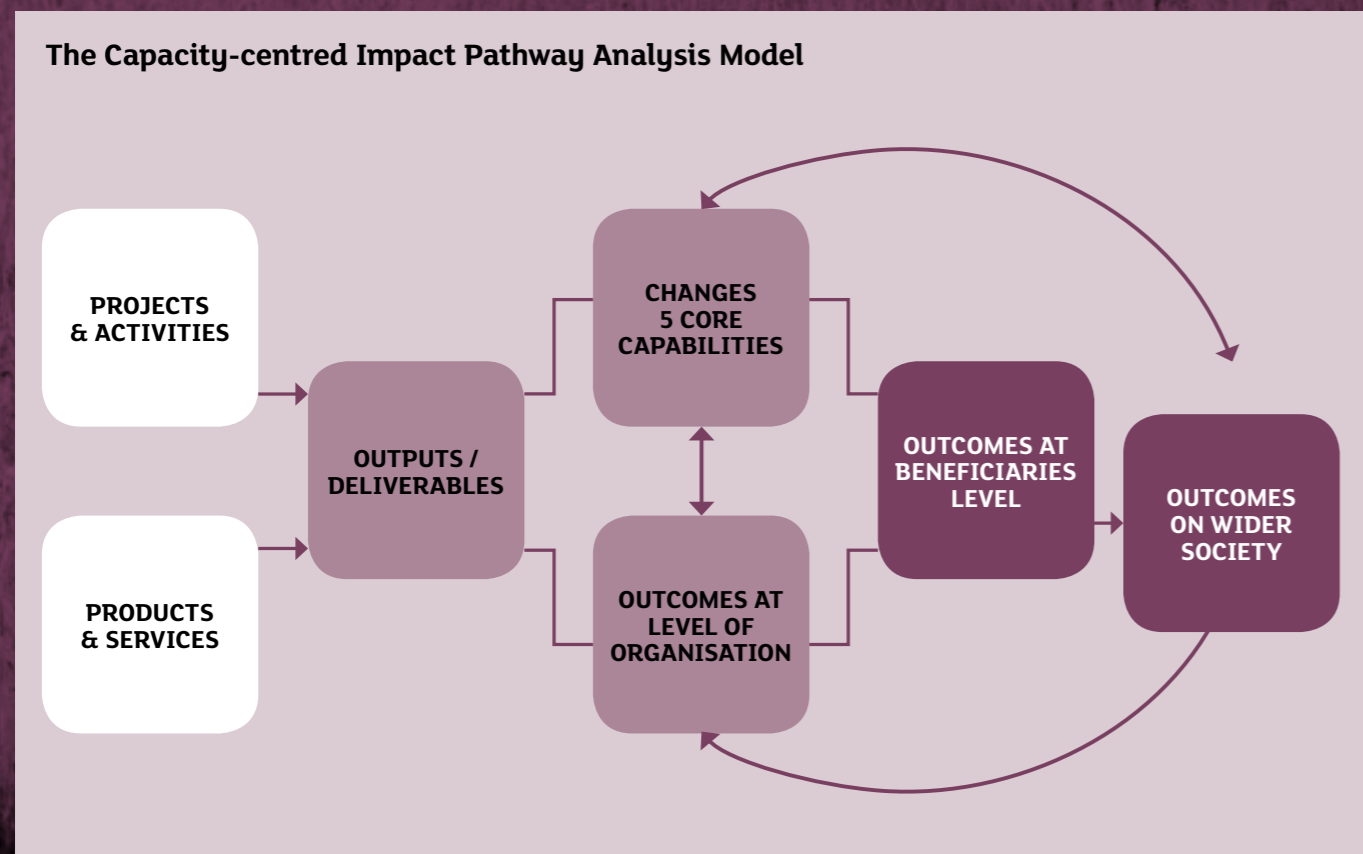 The Capacity-centred Impact Pathway Analysis Model
PROJECTS
& ACTIVITIES
PRODUCTS
& SERVICES
OUTPUTS /
DELIVERABLES
CHANGES
5 CORE
CAPABILITIES
OUTCOMES AT
LEVEL OF
ORGANISATION
OUTCOMES AT
BENEFICIARIES
LEVEL
OUTCOMES
ON WIDER
SOCIETY